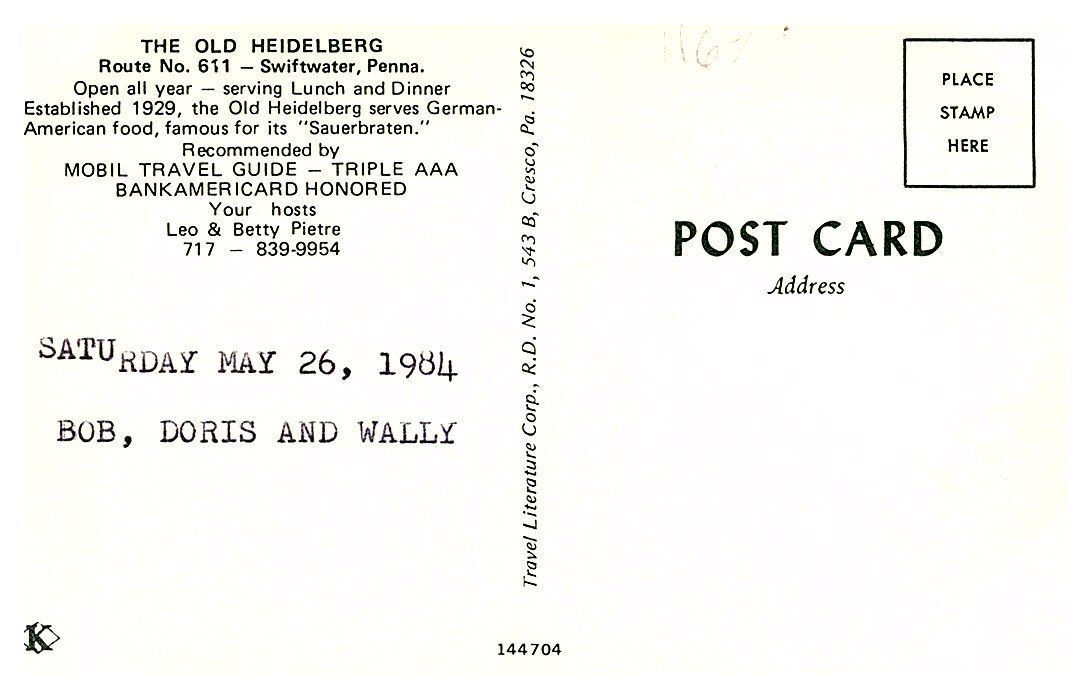 THE OLD HEIDELBERG
Route No. 611 — Swiftwater, Penna.
Open all year — serving Lunch and Dinner
Established 1929, the Old Heidelberg serves German-
American food, famous for its "Sauerbraten."
Recommended by
MOBIL TRAVEL GUIDE — TRIPLE AAA
BANKAMERICARD HONORED
Your hosts
Leo & Betty Pietre
717 — 839-9954
SATURDAY MAY 26, 1984
BOB, DORIS AND WALLY
K
Travel Literature Corp., R.D. No. 1, 543 B, Cresco, Pa. 18326
144704
PLACE
STAMP
HERE
POST CARD
Address